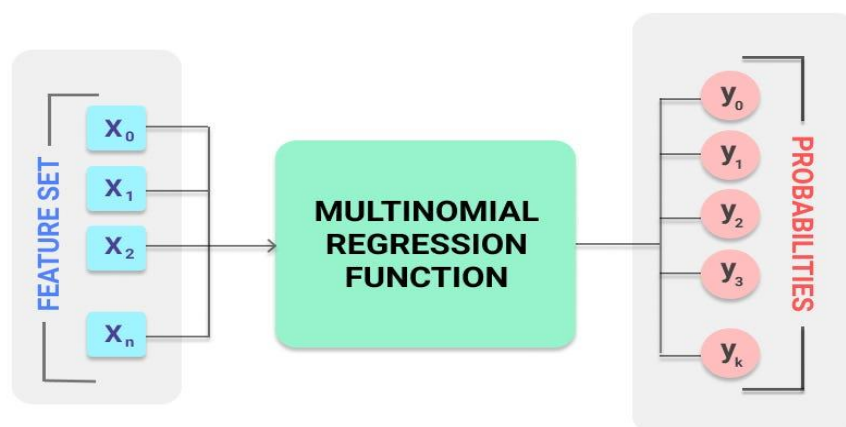 FEATURE SET
X₀
X₁
X₂
Xₙ
MULTINOMIAL
REGRESSION
FUNCTION
y₀
y₁
y₂
y₃
yₖ
PROBABILITIES